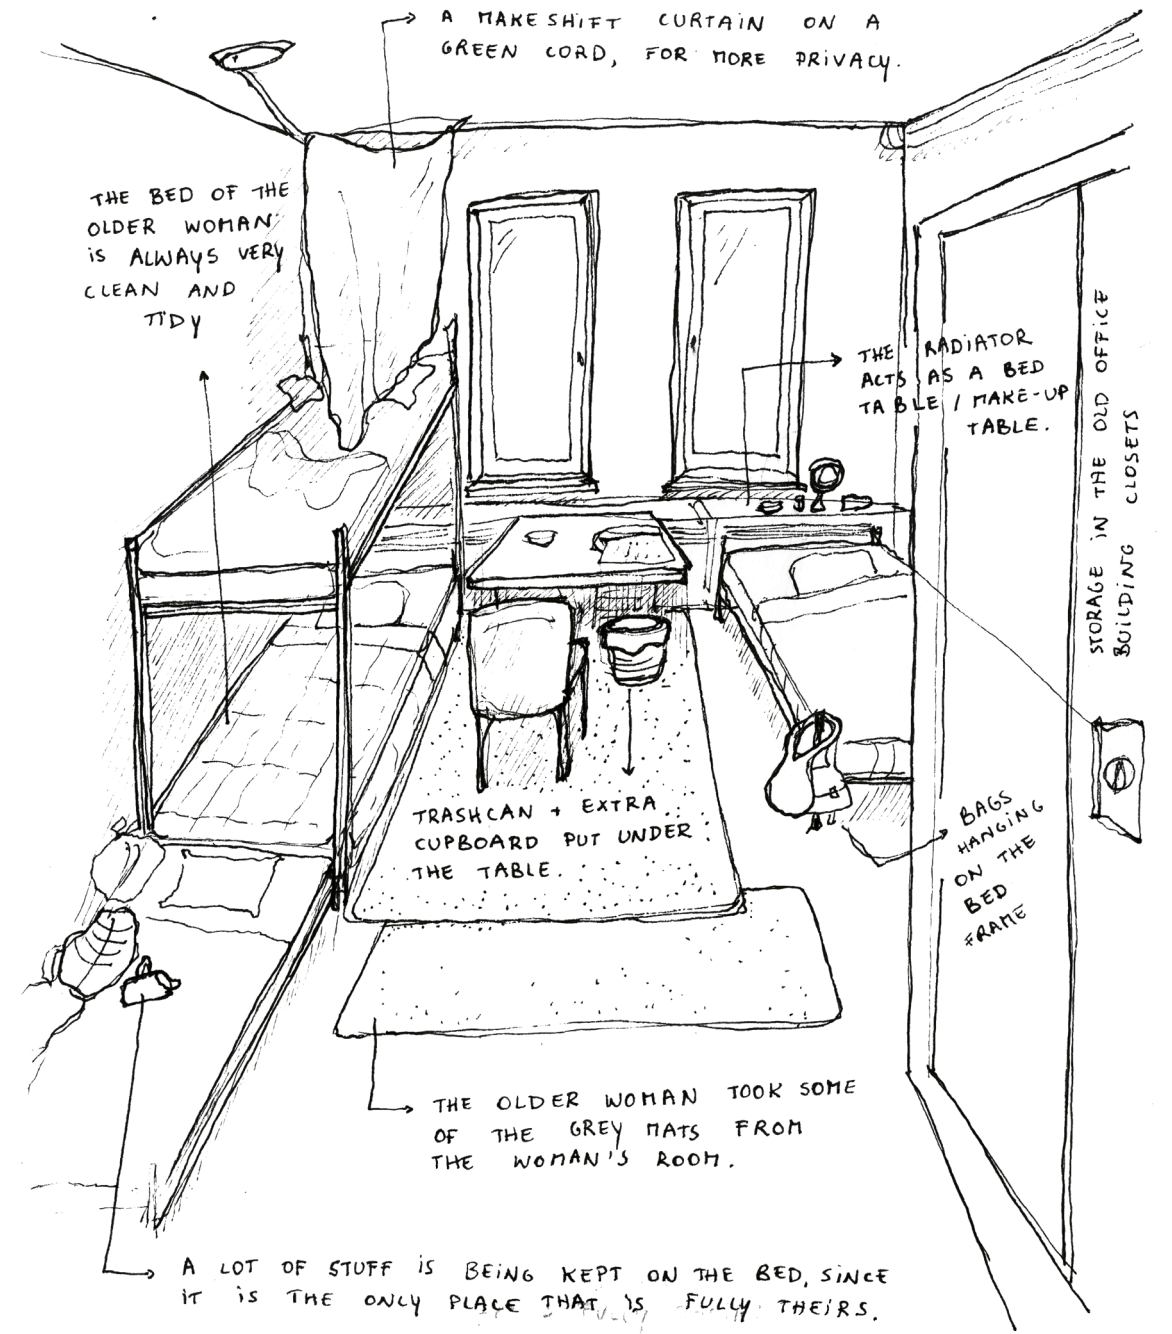 A MAKESHIFT CURTAIN ON A
GREEN CORD, FOR MORE PRIVACY.
THE BED OF THE
OLDER WOMAN
IS ALWAYS VERY
CLEAN AND
TIDY
THE RADIATOR
ACTS AS A BED
TABLE / MAKE-UP
TABLE.
STORAGE IN THE OLD OFFICE
BUILDING CLOSETS
TRASHCAN + EXTRA
CUPBOARD PUT UNDER
THE TABLE.
BAGS
HANGING
ON THE
BED
FRAME
THE OLDER WOMAN TOOK SOME
OF THE GREY MATS FROM
THE WOMAN'S ROOM.
A LOT OF STUFF IS BEING KEPT ON THE BED, SINCE
IT IS THE ONLY PLACE THAT IS FULLY THEIRS.